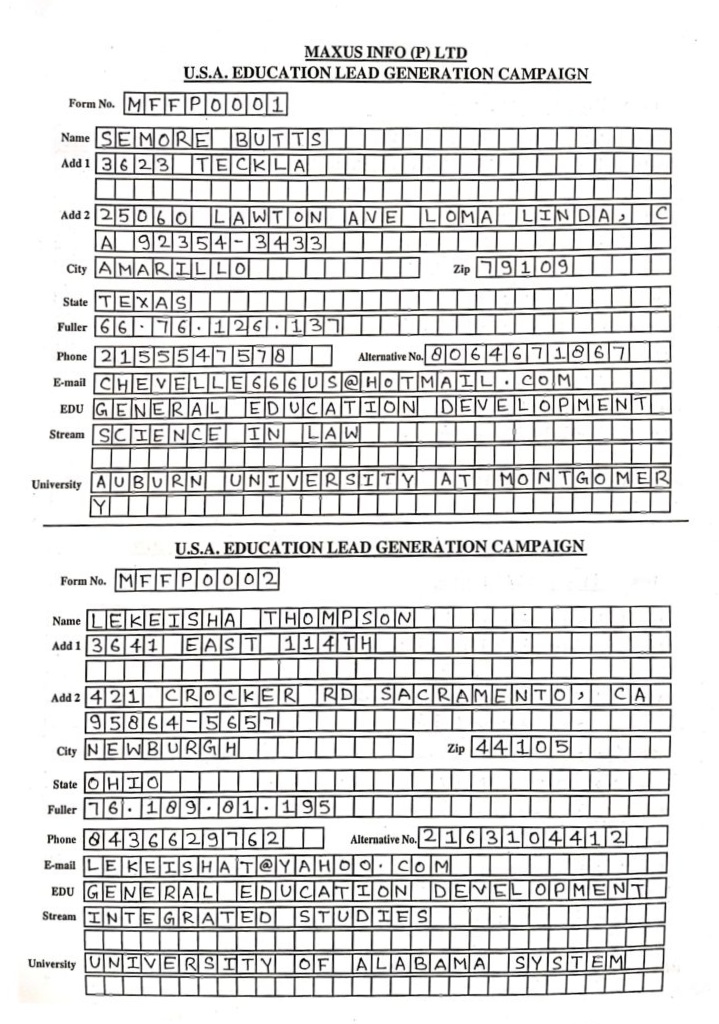 MAXUS INFO (P) LTD
U.S.A. EDUCATION LEAD GENERATION CAMPAIGN
Form No. MFFP0001
Name SEMORE BUTTS
Add 1 3623 TECKLA
Add 2 25060 LAWTON AVE LOMA LINDA, C
A 92354-3433
City AMARILLO Zip 79109
State TEXAS
Fuller 66.76.126.137
Phone 2155547578 Alternative No. 8064671867
E-mail CHEVELLE666US@HOTMAIL.COM
EDU GENERAL EDUCATION DEVELOPMENT
Stream SCIENCE IN LAW
University AUBURN UNIVERSITY AT MONTGOMER
Y
U.S.A. EDUCATION LEAD GENERATION CAMPAIGN
Form No. MFFP0002
Name LEKEISHA THOMPSON
Add 1 3641 EAST 114TH
Add 2 421 CROCKER RD SACRAMENTO, CA
95864-5657
City NEWBURGH Zip 44105
State OHIO
Fuller 76.189.81.195
Phone 8436629762 Alternative No. 2163104412
E-mail LEKEISHAT@YAHOO.COM
EDU GENERAL EDUCATION DEVELOPMENT
Stream INTEGRATED STUDIES
University UNIVERSITY OF ALABAMA SYSTEM